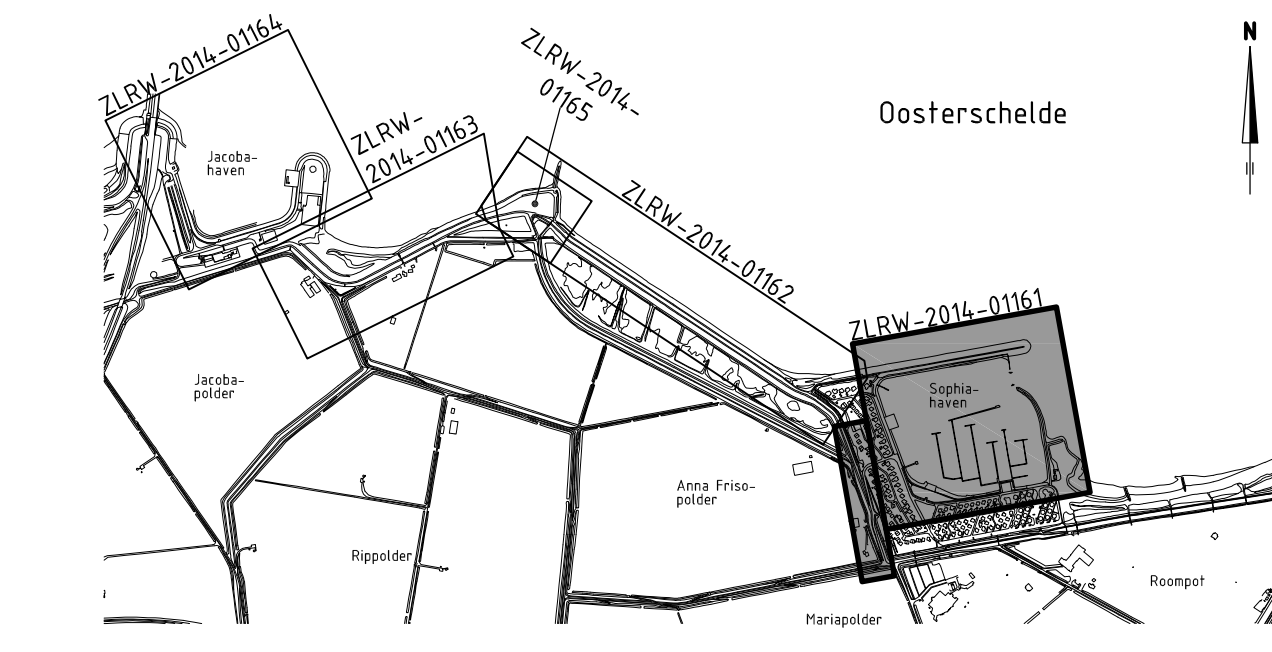 ZLRW-2014-01164
ZLRW-2014-
01165
N
Oosterschelde
ZLRW-
2014-01163
Jacoba-
haven
ZLRW-2014-01162
ZLRW-2014-01161
Jacoba-
polder
Sophia-
haven
Anna Friso-
polder
Rippolder
Roompot
Mariapolder